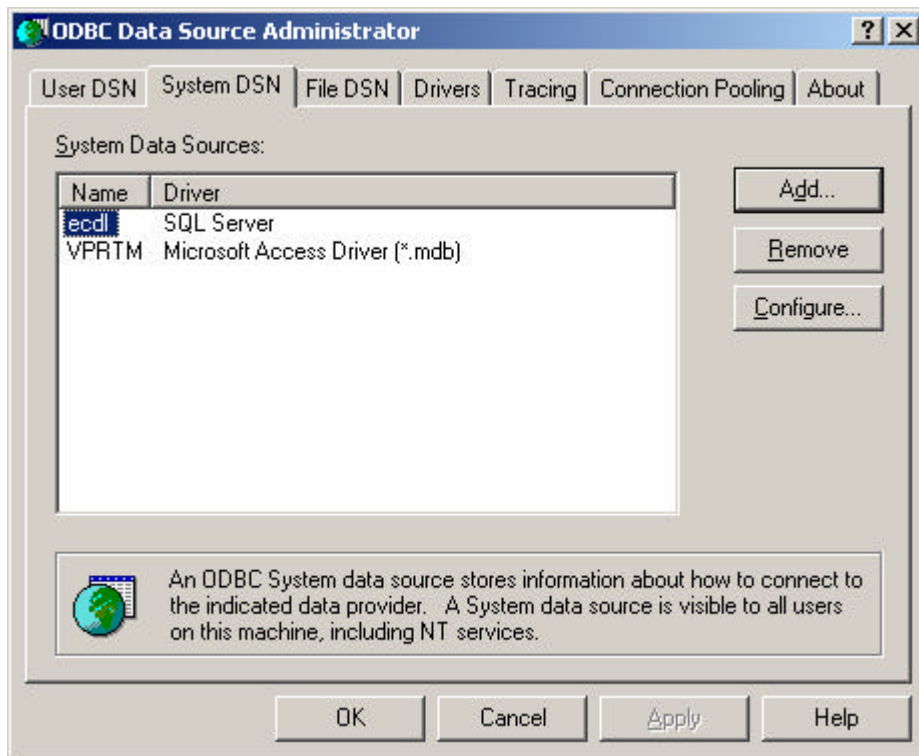 ODBC Data Source Administrator
User DSN System DSN File DSN Drivers Tracing Connection Pooling About
System Data Sources:
Name Driver
ecdl SQL Server
VPRTM Microsoft Access Driver (*.mdb)
Add...
Remove
Configure...
An ODBC System data source stores information about how to connect to
the indicated data provider. A System data source is visible to all users
on this machine, including NT services.
OK Cancel Apply Help